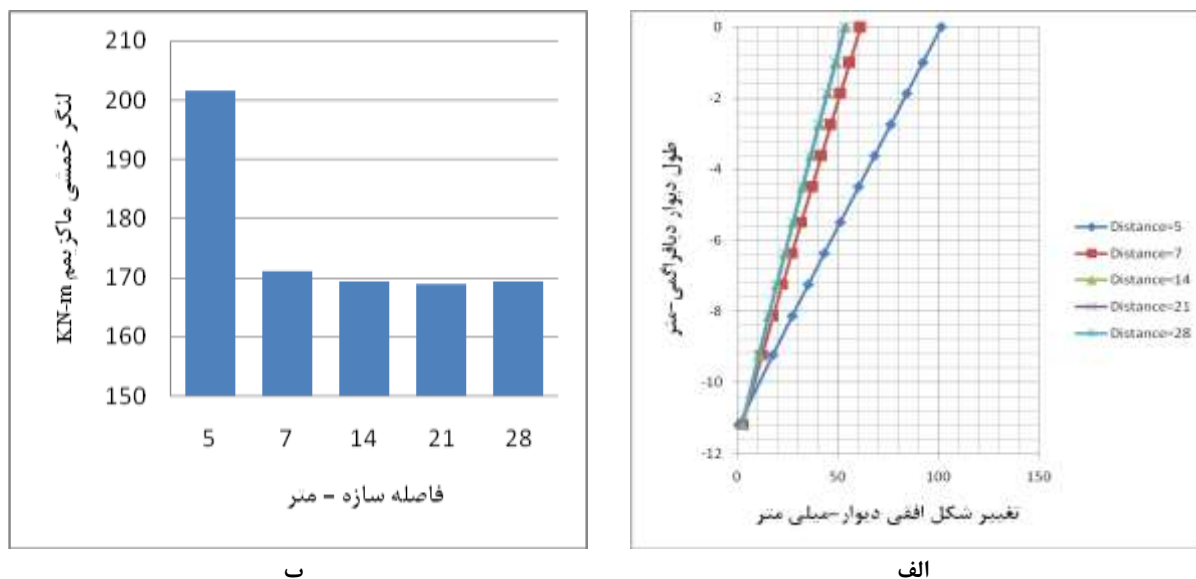 لنگر خمشی ماکزیمم KN-m
210
200
190
180
170
160
150
5 7 14 21 28
فاصله سازه - متر
ب
طول دیوار دیافراگمی-متر
0
-2
-4
-6
-8
-10
-12
0 50 100 150
تغییر شکل افقی دیوار-میلی متر
Distance=5
Distance=7
Distance=14
Distance=21
Distance=28
الف